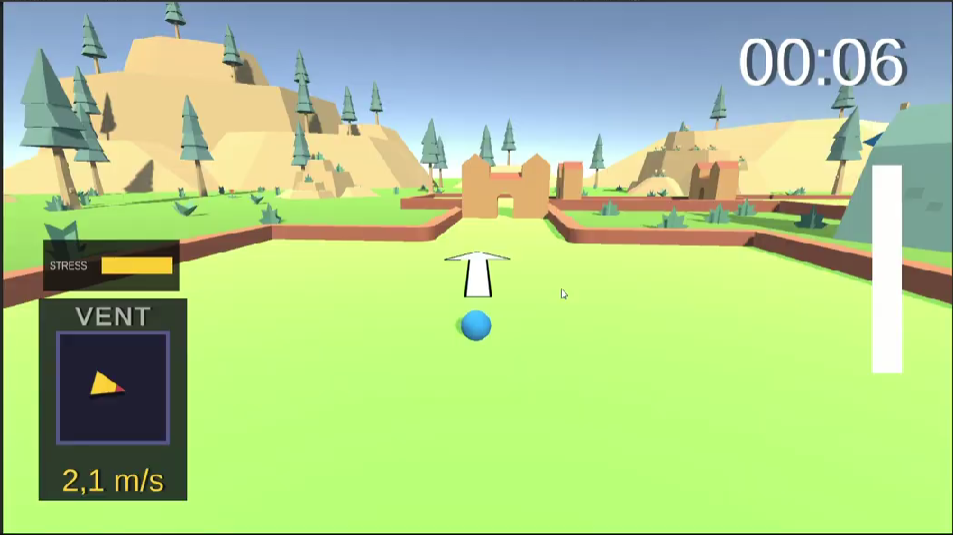 00:06
STRESS
VENT
2,1 m/s